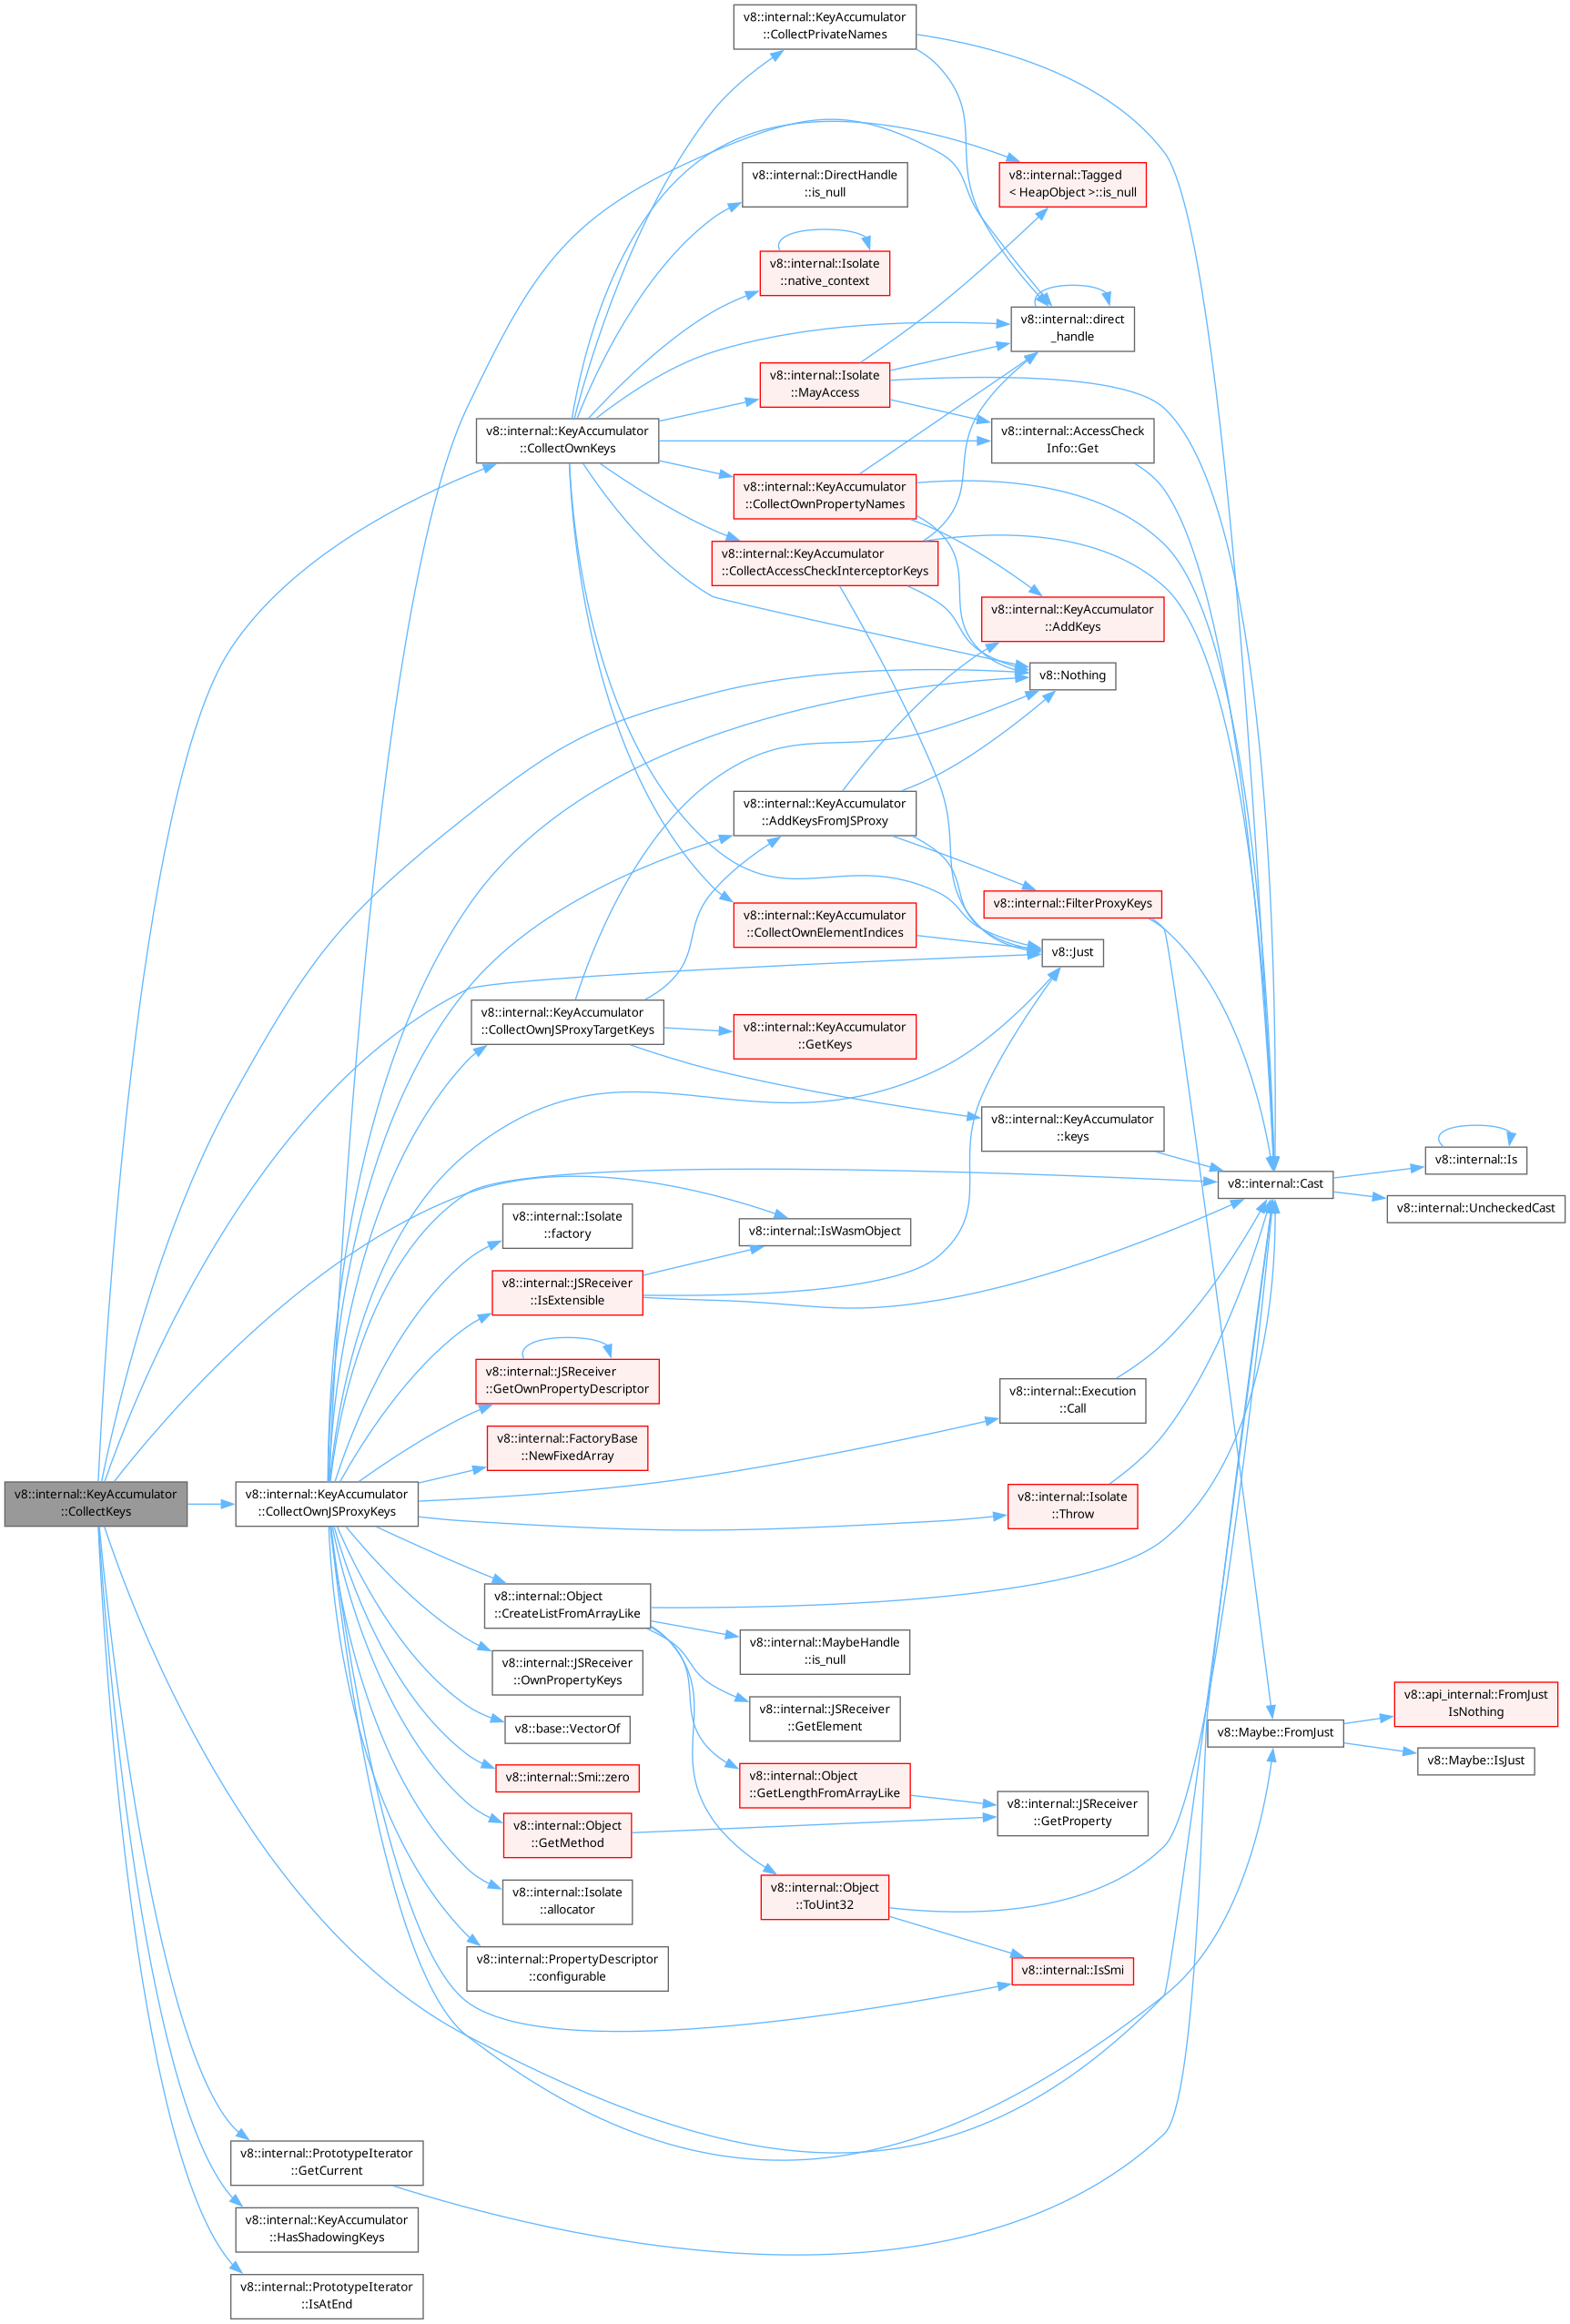 v8::internal::KeyAccumulator
::CollectPrivateNames
v8::internal::DirectHandle
::is_null
v8::internal::Tagged
< HeapObject >::is_null
v8::internal::Isolate
::native_context
v8::internal::direct
_handle
v8::internal::Isolate
::MayAccess
v8::internal::KeyAccumulator
::CollectOwnKeys
v8::internal::AccessCheck
Info::Get
v8::internal::KeyAccumulator
::CollectOwnPropertyNames
v8::internal::KeyAccumulator
::CollectAccessCheckInterceptorKeys
v8::internal::KeyAccumulator
::AddKeys
v8::Nothing
v8::internal::KeyAccumulator
::AddKeysFromJSProxy
v8::internal::FilterProxyKeys
v8::internal::KeyAccumulator
::CollectOwnElementIndices
v8::Just
v8::internal::KeyAccumulator
::CollectOwnJSProxyTargetKeys
v8::internal::KeyAccumulator
::GetKeys
v8::internal::KeyAccumulator
::keys
v8::internal::Is
v8::internal::Cast
v8::internal::UncheckedCast
v8::internal::Isolate
::factory
v8::internal::IsWasmObject
v8::internal::JSReceiver
::IsExtensible
v8::internal::JSReceiver
::GetOwnPropertyDescriptor
v8::internal::Execution
::Call
v8::internal::FactoryBase
::NewFixedArray
v8::internal::KeyAccumulator
::CollectKeys
v8::internal::KeyAccumulator
::CollectOwnJSProxyKeys
v8::internal::Isolate
::Throw
v8::internal::Object
::CreateListFromArrayLike
v8::internal::MaybeHandle
::is_null
v8::internal::JSReceiver
::OwnPropertyKeys
v8::internal::JSReceiver
::GetElement
v8::api_internal::FromJust
IsNothing
v8::base::VectorOf
v8::Maybe::FromJust
v8::Maybe::IsJust
v8::internal::Smi::zero
v8::internal::Object
::GetLengthFromArrayLike
v8::internal::JSReceiver
::GetProperty
v8::internal::Object
::GetMethod
v8::internal::Isolate
::allocator
v8::internal::Object
::ToUint32
v8::internal::PropertyDescriptor
::configurable
v8::internal::IsSmi
v8::internal::PrototypeIterator
::GetCurrent
v8::internal::KeyAccumulator
::HasShadowingKeys
v8::internal::PrototypeIterator
::IsAtEnd